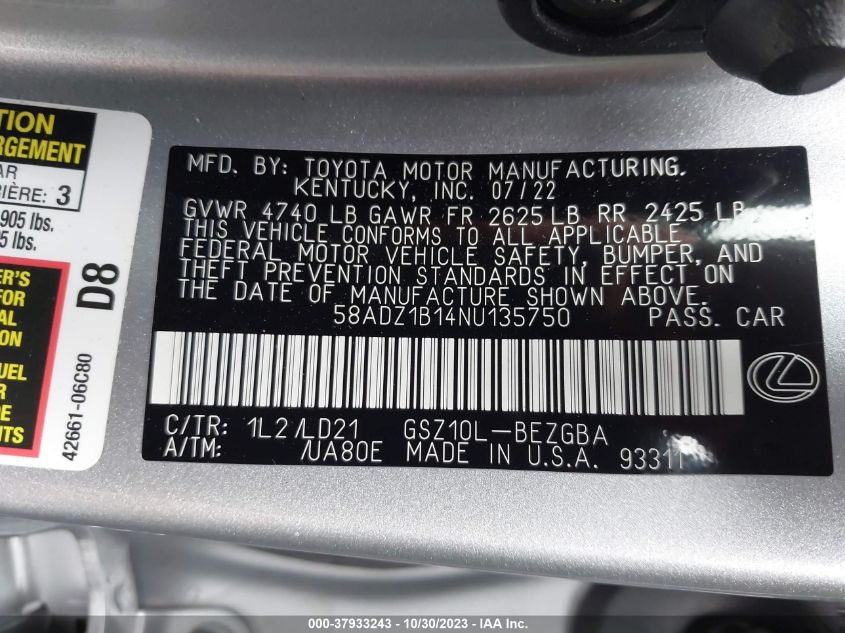 TION
ARGEMENT
AR
RIÈRE: 3
905 lbs.
5 lbs.
D8
ER'S
FOR
AL
ON
UEL
R
DE
NTS
42661-06C80
MFD. BY: TOYOTA MOTOR MANUFACTURING.
KENTUCKY, INC. 07/22
GVWR 4740 LB GAWR FR 2625 LB RR 2425 LB
THIS VEHICLE CONFORMS TO ALL APPLICABLE
FEDERAL MOTOR VEHICLE SAFETY, BUMPER, AND
THEFT PREVENTION STANDARDS IN EFFECT ON
THE DATE OF MANUFACTURE SHOWN ABOVE.
58ADZ1B14NU135750 PASS. CAR
C/TR: 1L2/LD21 GSZ10L-BEZGBA
A/TM: /UA80E MADE IN U.S.A. 93311
000-37933243 - 10/30/2023 - IAA Inc.